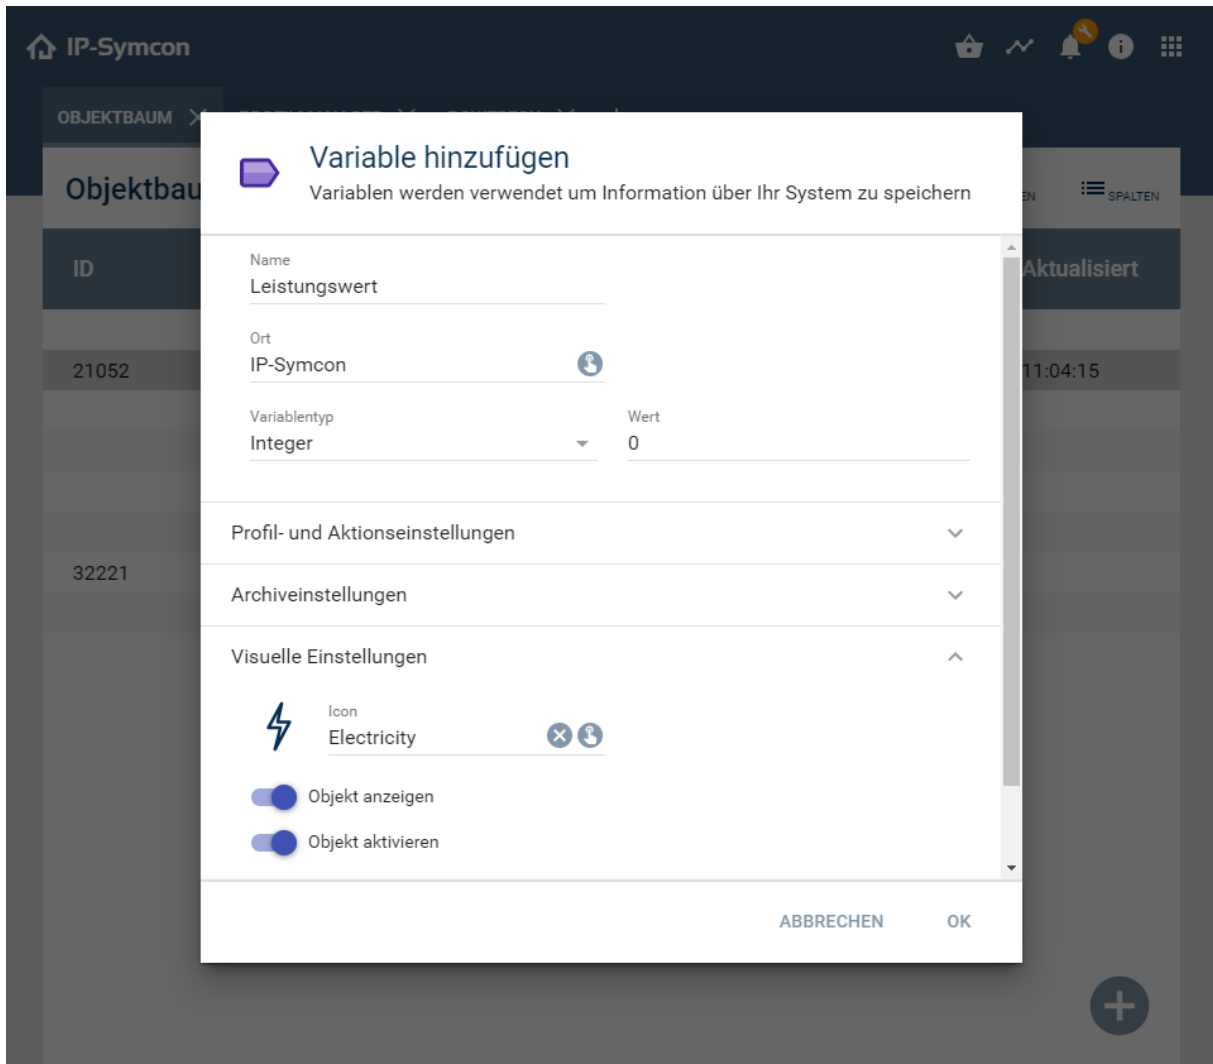 IP-Symcon
OBJEKTBAUM
Objektbau
EN
SPALTEN
ID
Aktualisiert
21052
11:04:15
32221
Variable hinzufügen
Variablen werden verwendet um Information über Ihr System zu speichern
Name
Leistungswert
Ort
IP-Symcon
Variablentyp
Wert
Integer
0
Profil- und Aktionseinstellungen
Archiveinstellungen
Visuelle Einstellungen
Icon
Electricity
Objekt anzeigen
Objekt aktivieren
ABBRECHEN
OK